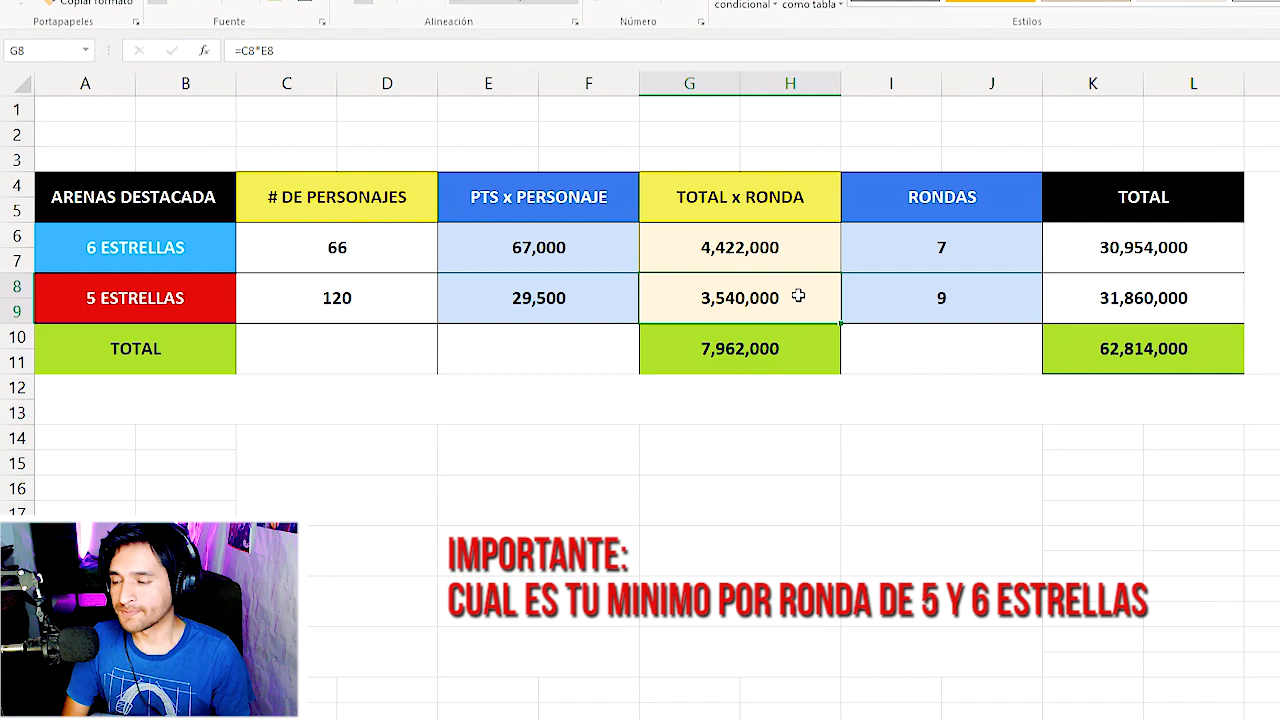 Copiar formato
condicional
como tabla
Portapapeles
Fuente
Alineación
Número
Estilos
G8
fx
=C8*E8
A B C D E F G H I J K L
1
2
3
4
5
6
7
8
9
10
11
12
13
14
15
16
17
ARENAS DESTACADA # DE PERSONAJES PTS x PERSONAJE TOTAL x RONDA RONDAS TOTAL
6 ESTRELLAS 66 67,000 4,422,000 7 30,954,000
5 ESTRELLAS 120 29,500 3,540,000 9 31,860,000
TOTAL 7,962,000 62,814,000
IMPORTANTE:
CUAL ES TU MINIMO POR RONDA DE 5 Y 6 ESTRELLAS